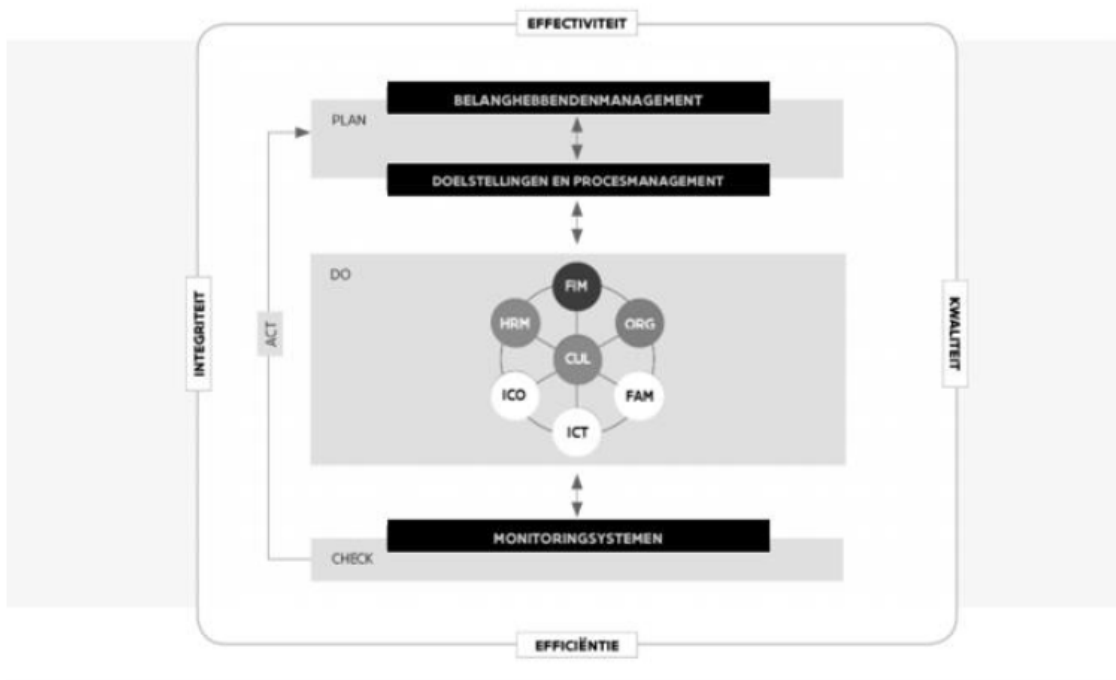 EFFECTIVITEIT
BELANGHEBBENDENMANAGEMENT
PLAN
DOELSTELLINGEN EN PROCESMANAGEMENT
DO
FIM
HRM
ORG
CUL
ICO
FAM
ICT
INTEGRITEIT
ACT
KWALITEIT
MONITORINGSYSTEMEN
CHECK
EFFICIËNTIE